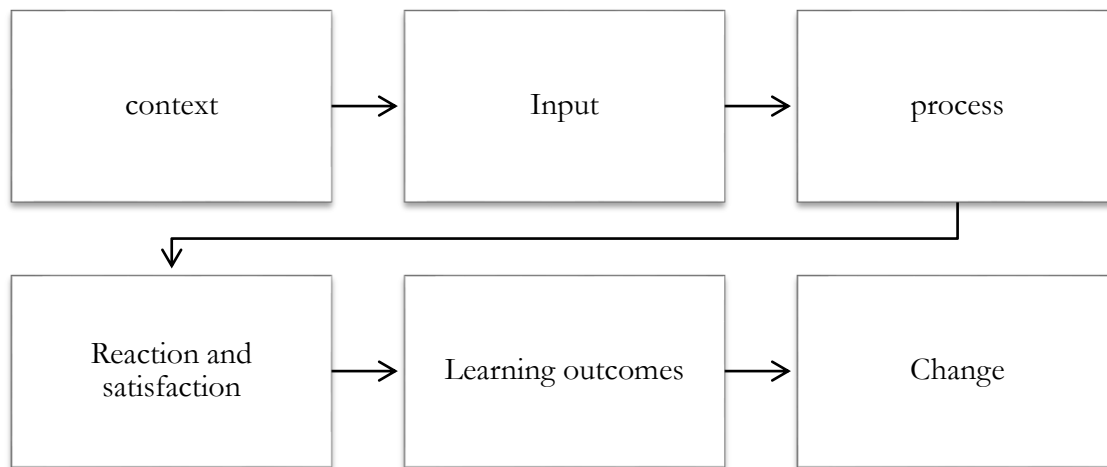 context
Input
process
Reaction and
satisfaction
Learning outcomes
Change